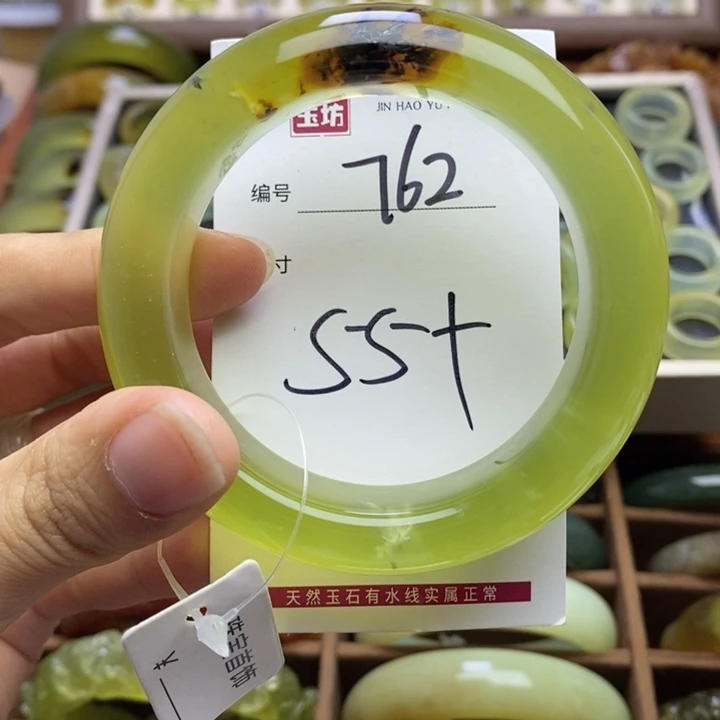 玉坊
JIN HAO YU
编号 762
寸
55+
天然玉石有水线实属正常